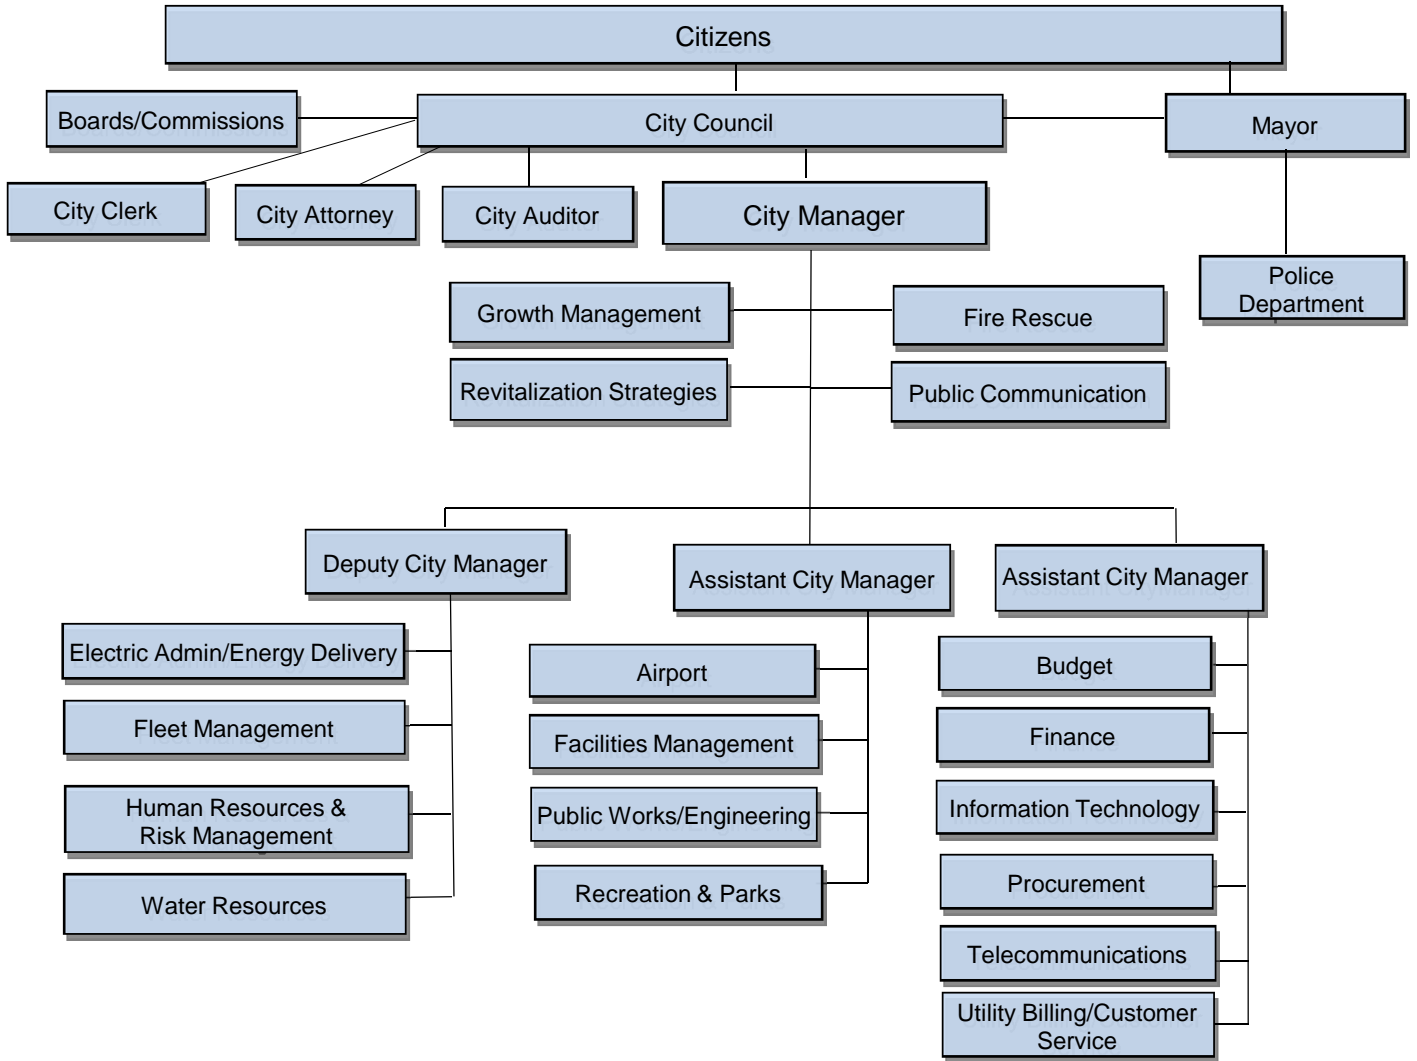 Citizens
Boards/Commissions
City Council
Mayor
City Clerk
City Attorney
City Auditor
City Manager
Police
Department
Growth Management
Fire Rescue
Revitalization Strategies
Public Communication
Deputy City Manager
Assistant City Manager
Assistant City Manager
Electric Admin/Energy Delivery
Fleet Management
Human Resources &
Risk Management
Water Resources
Airport
Facilities Management
Public Works/Engineering
Recreation & Parks
Budget
Finance
Information Technology
Procurement
Telecommunications
Utility Billing/Customer
Service